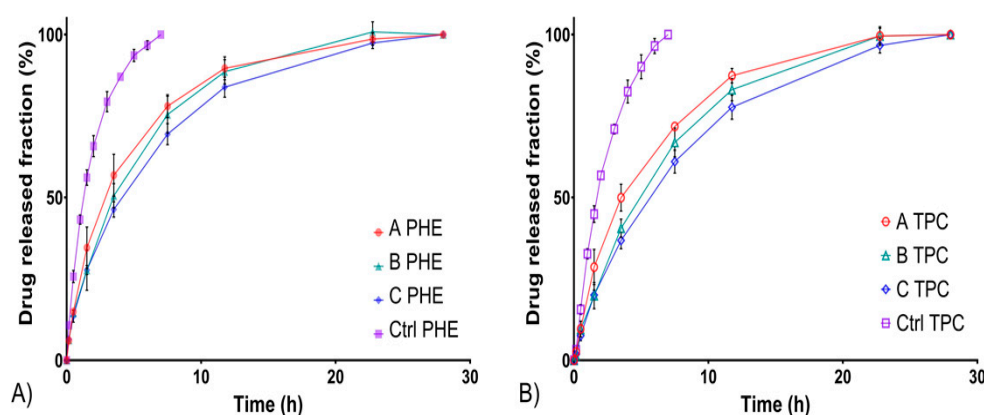 Drug released fraction (%)
100
50
0
0
10
20
30
Time (h)
A PHE
B PHE
C PHE
Ctrl PHE
A)
Drug released fraction (%)
100
50
0
0
10
20
30
Time (h)
A TPC
B TPC
C TPC
Ctrl TPC
B)